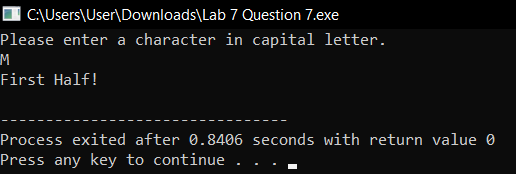 C:\Users\User\Downloads\Lab 7 Question 7.exe
Please enter a character in capital letter.
M
First Half!
--------------------------------
Process exited after 0.8406 seconds with return value 0
Press any key to continue . . .